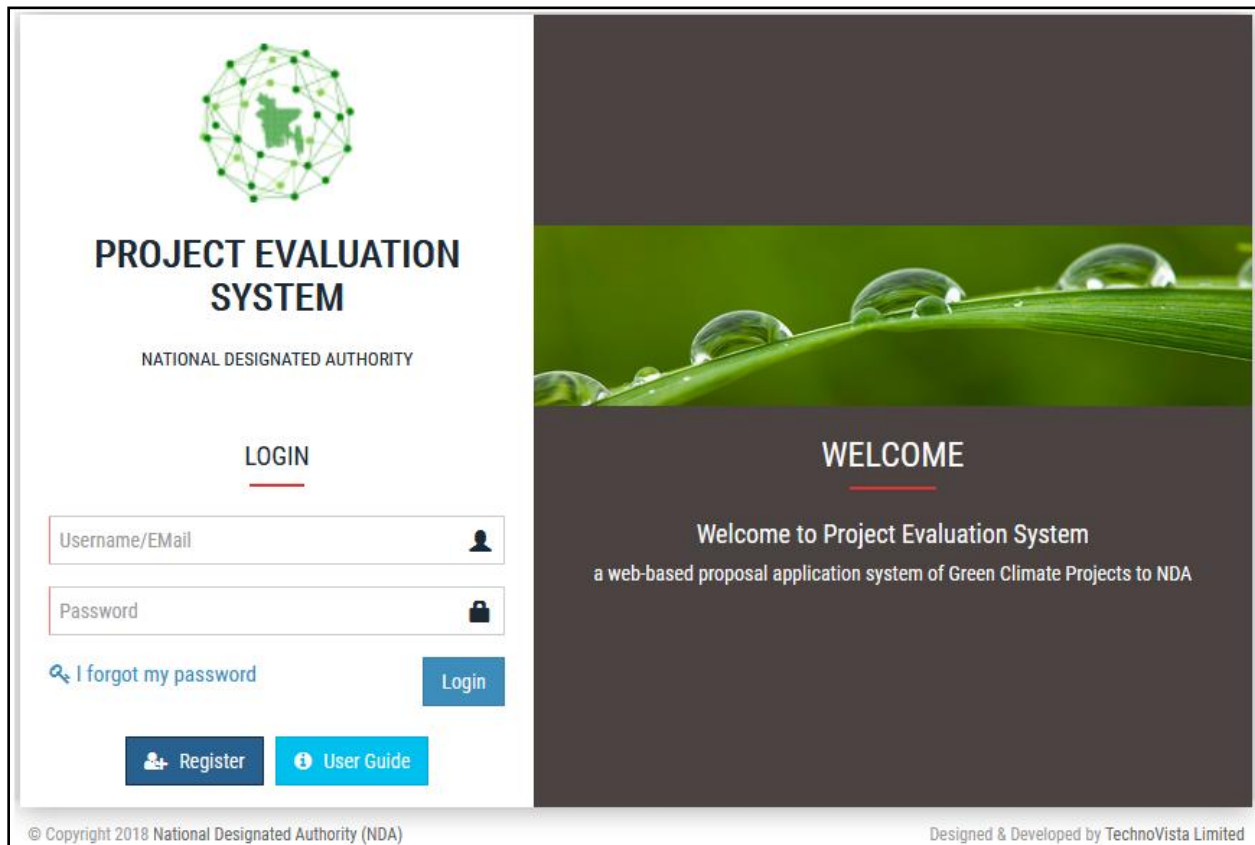 PROJECT EVALUATION
SYSTEM
NATIONAL DESIGNATED AUTHORITY
LOGIN
Username/EMail
Password
I forgot my password
Login
Register
User Guide
WELCOME
Welcome to Project Evaluation System
a web-based proposal application system of Green Climate Projects to NDA
© Copyright 2018 National Designated Authority (NDA)
Designed & Developed by TechnoVista Limited